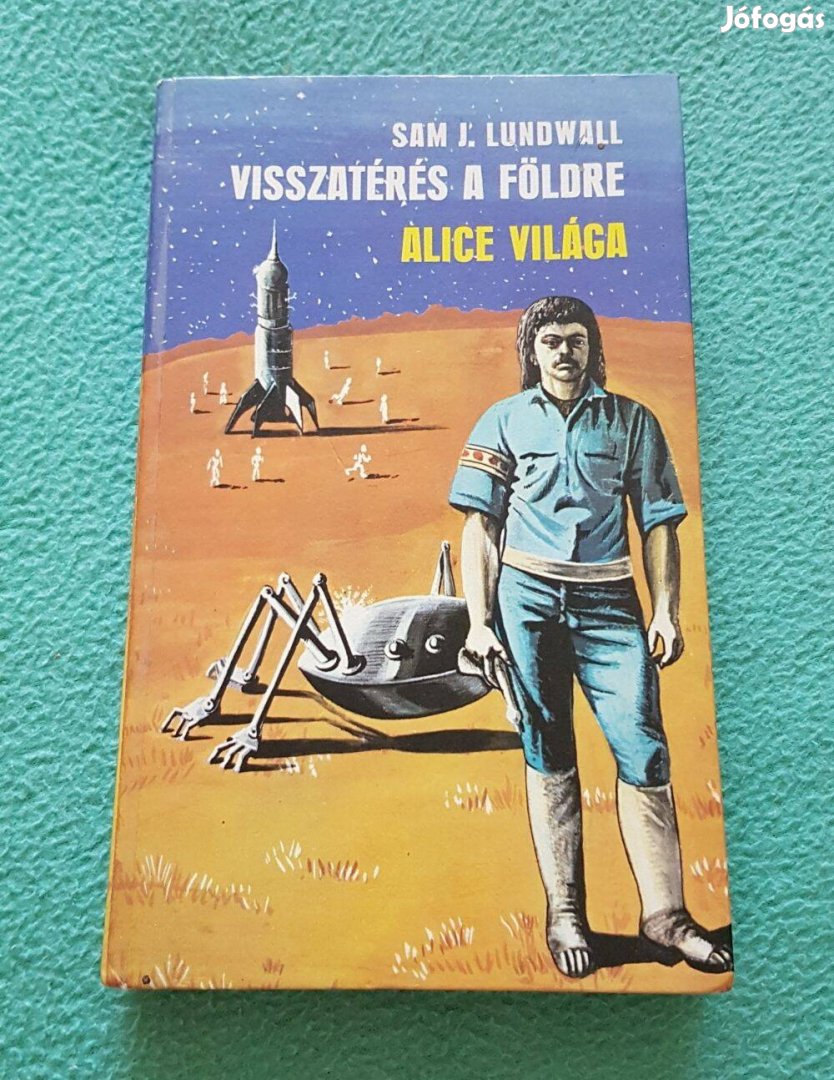 Jófogás
SAM J. LUNDWALL
VISSZATÉRÉS A FÖLDRE
ALICE VILÁGA